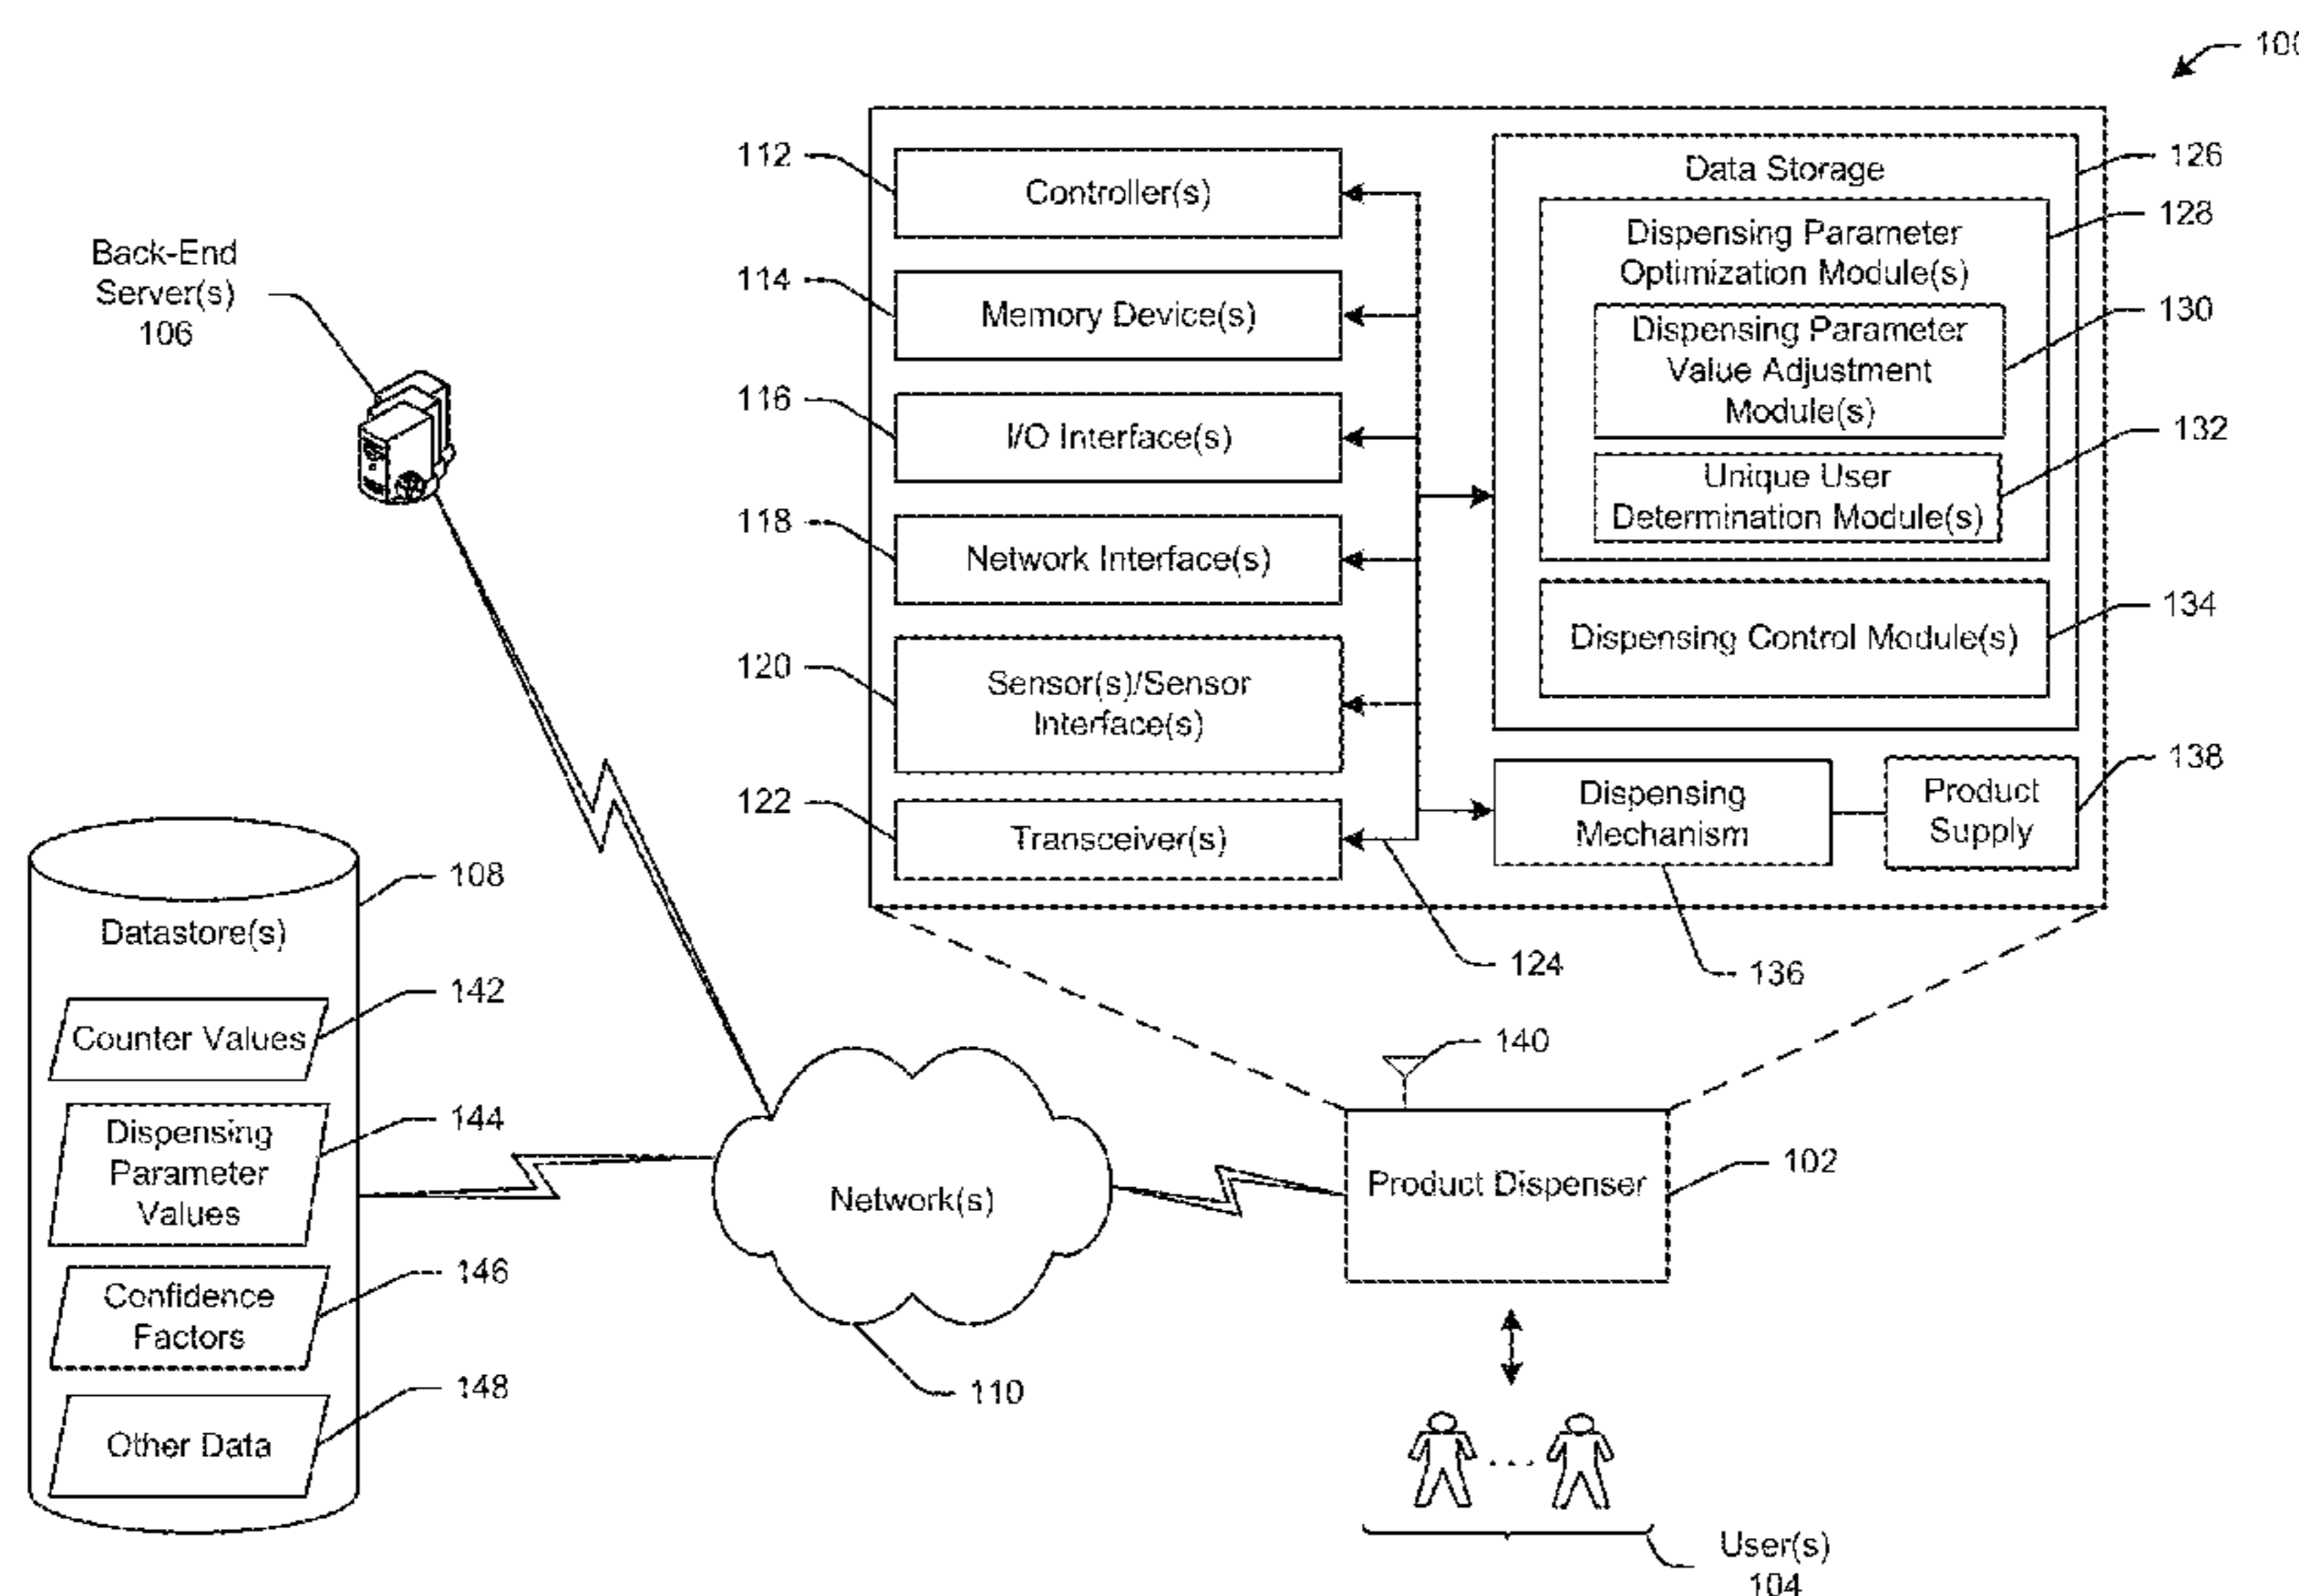 100
112
Controller(s)
114
Memory Device(s)
116
I/O Interface(s)
118
Network Interface(s)
120
Sensor(s)/Sensor
Interface(s)
122
Transceiver(s)
124
Data Storage
126
Dispensing Parameter
Optimization Module(s)
128
Dispensing Parameter
Value Adjustment
Module(s)
130
Unique User
Determination Module(s)
132
Dispensing Control Module(s)
134
Dispensing
Mechanism
136
Product
Supply
138
Back-End
Server(s)
106
Datastore(s)
108
Counter Values
142
Dispensing
Parameter
Values
144
Confidence
Factors
146
Other Data
148
Network(s)
110
140
Product Dispenser
102
User(s)
104